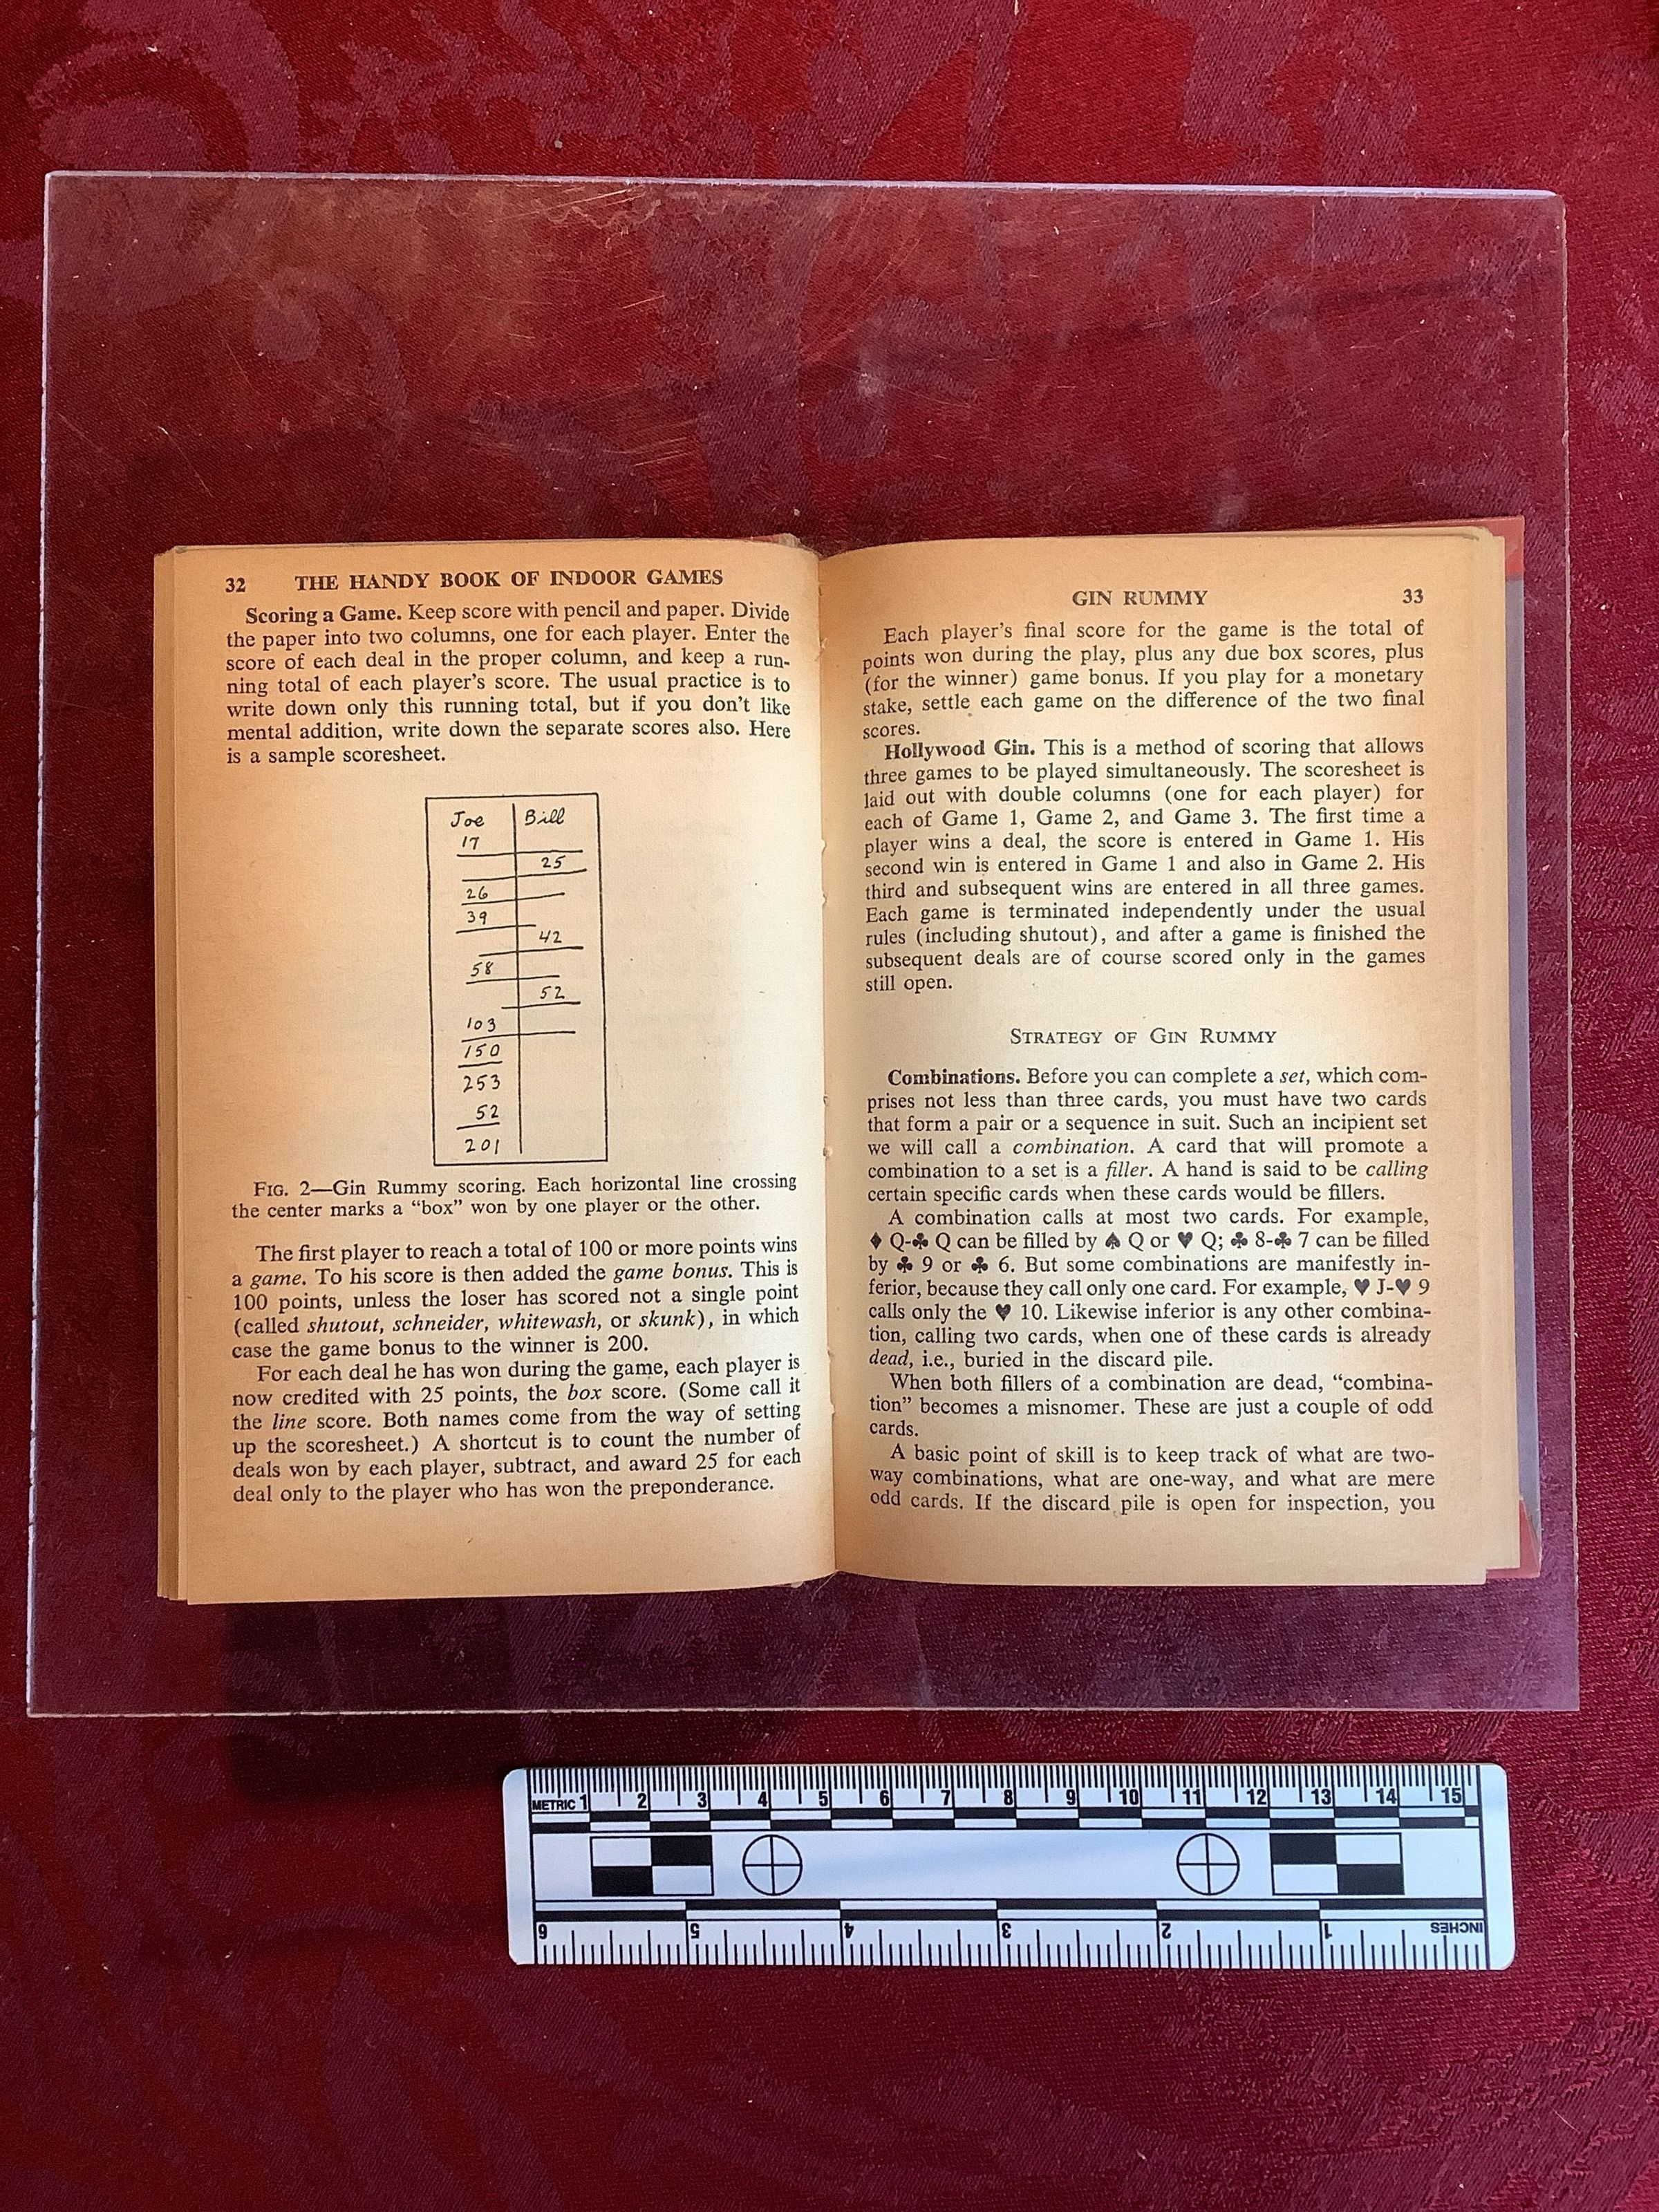 32 THE HANDY BOOK OF INDOOR GAMES
Scoring a Game. Keep score with pencil and paper. Divide
the paper into two columns, one for each player. Enter the
score of each deal in the proper column, and keep a run-
ning total of each player's score. The usual practice is to
write down only this running total, but if you don't like
mental addition, write down the separate scores also. Here
is a sample scoresheet.
Joe Bill
17
25
26
39
42
58
52
103
150
253
52
201
FIG. 2—Gin Rummy scoring. Each horizontal line crossing
the center marks a “box” won by one player or the other.
The first player to reach a total of 100 or more points wins
a game. To his score is then added the game bonus. This is
100 points, unless the loser has scored not a single point
(called shutout, schneider, whitewash, or skunk), in which
case the game bonus to the winner is 200.
For each deal he has won during the game, each player is
now credited with 25 points, the box score. (Some call it
the line score. Both names come from the way of setting
up the scoresheet.) A shortcut is to count the number of
deals won by each player, subtract, and award 25 for each
deal only to the player who has won the preponderance.
GIN RUMMY 33
Each player's final score for the game is the total of
points won during the play, plus any due box scores, plus
(for the winner) game bonus. If you play for a monetary
stake, settle each game on the difference of the two final
scores.
Hollywood Gin. This is a method of scoring that allows
three games to be played simultaneously. The scoresheet is
laid out with double columns (one for each player) for
each of Game 1, Game 2, and Game 3. The first time a
player wins a deal, the score is entered in Game 1. His
second win is entered in Game 1 and also in Game 2. His
third and subsequent wins are entered in all three games.
Each game is terminated independently under the usual
rules (including shutout), and after a game is finished the
subsequent deals are of course scored only in the games
still open.
STRATEGY OF GIN RUMMY
Combinations. Before you can complete a set, which com-
prises not less than three cards, you must have two cards
that form a pair or a sequence in suit. Such an incipient set
we will call a combination. A card that will promote a
combination to a set is a filler. A hand is said to be calling
certain specific cards when these cards would be fillers.
A combination calls at most two cards. For example,
♦ Q-♣ Q can be filled by ♠ Q or ♥ Q; ♣ 8-♣ 7 can be filled
by ♣ 9 or ♣ 6. But some combinations are manifestly in-
ferior, because they call only one card. For example, ♥ J-♥ 9
calls only the ♥ 10. Likewise inferior is any other combina-
tion, calling two cards, when one of these cards is already
dead, i.e., buried in the discard pile.
When both fillers of a combination are dead, “combina-
tion” becomes a misnomer. These are just a couple of odd
cards.
A basic point of skill is to keep track of what are two-
way combinations, what are one-way, and what are mere
odd cards. If the discard pile is open for inspection, you
METRIC 1 2 3 4 5 6 7 8 9 10 11 12 13 14 15
INCHES 1 2 3 4 5 6